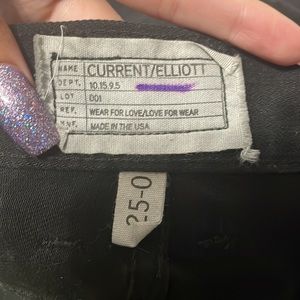 NAME CURRENT/ELLIOTT
DEPT. 10.15.9.5
LOT 001
REF. WEAR FOR LOVE/LOVE FOR WEAR
MNF. MADE IN THE USA
25-0